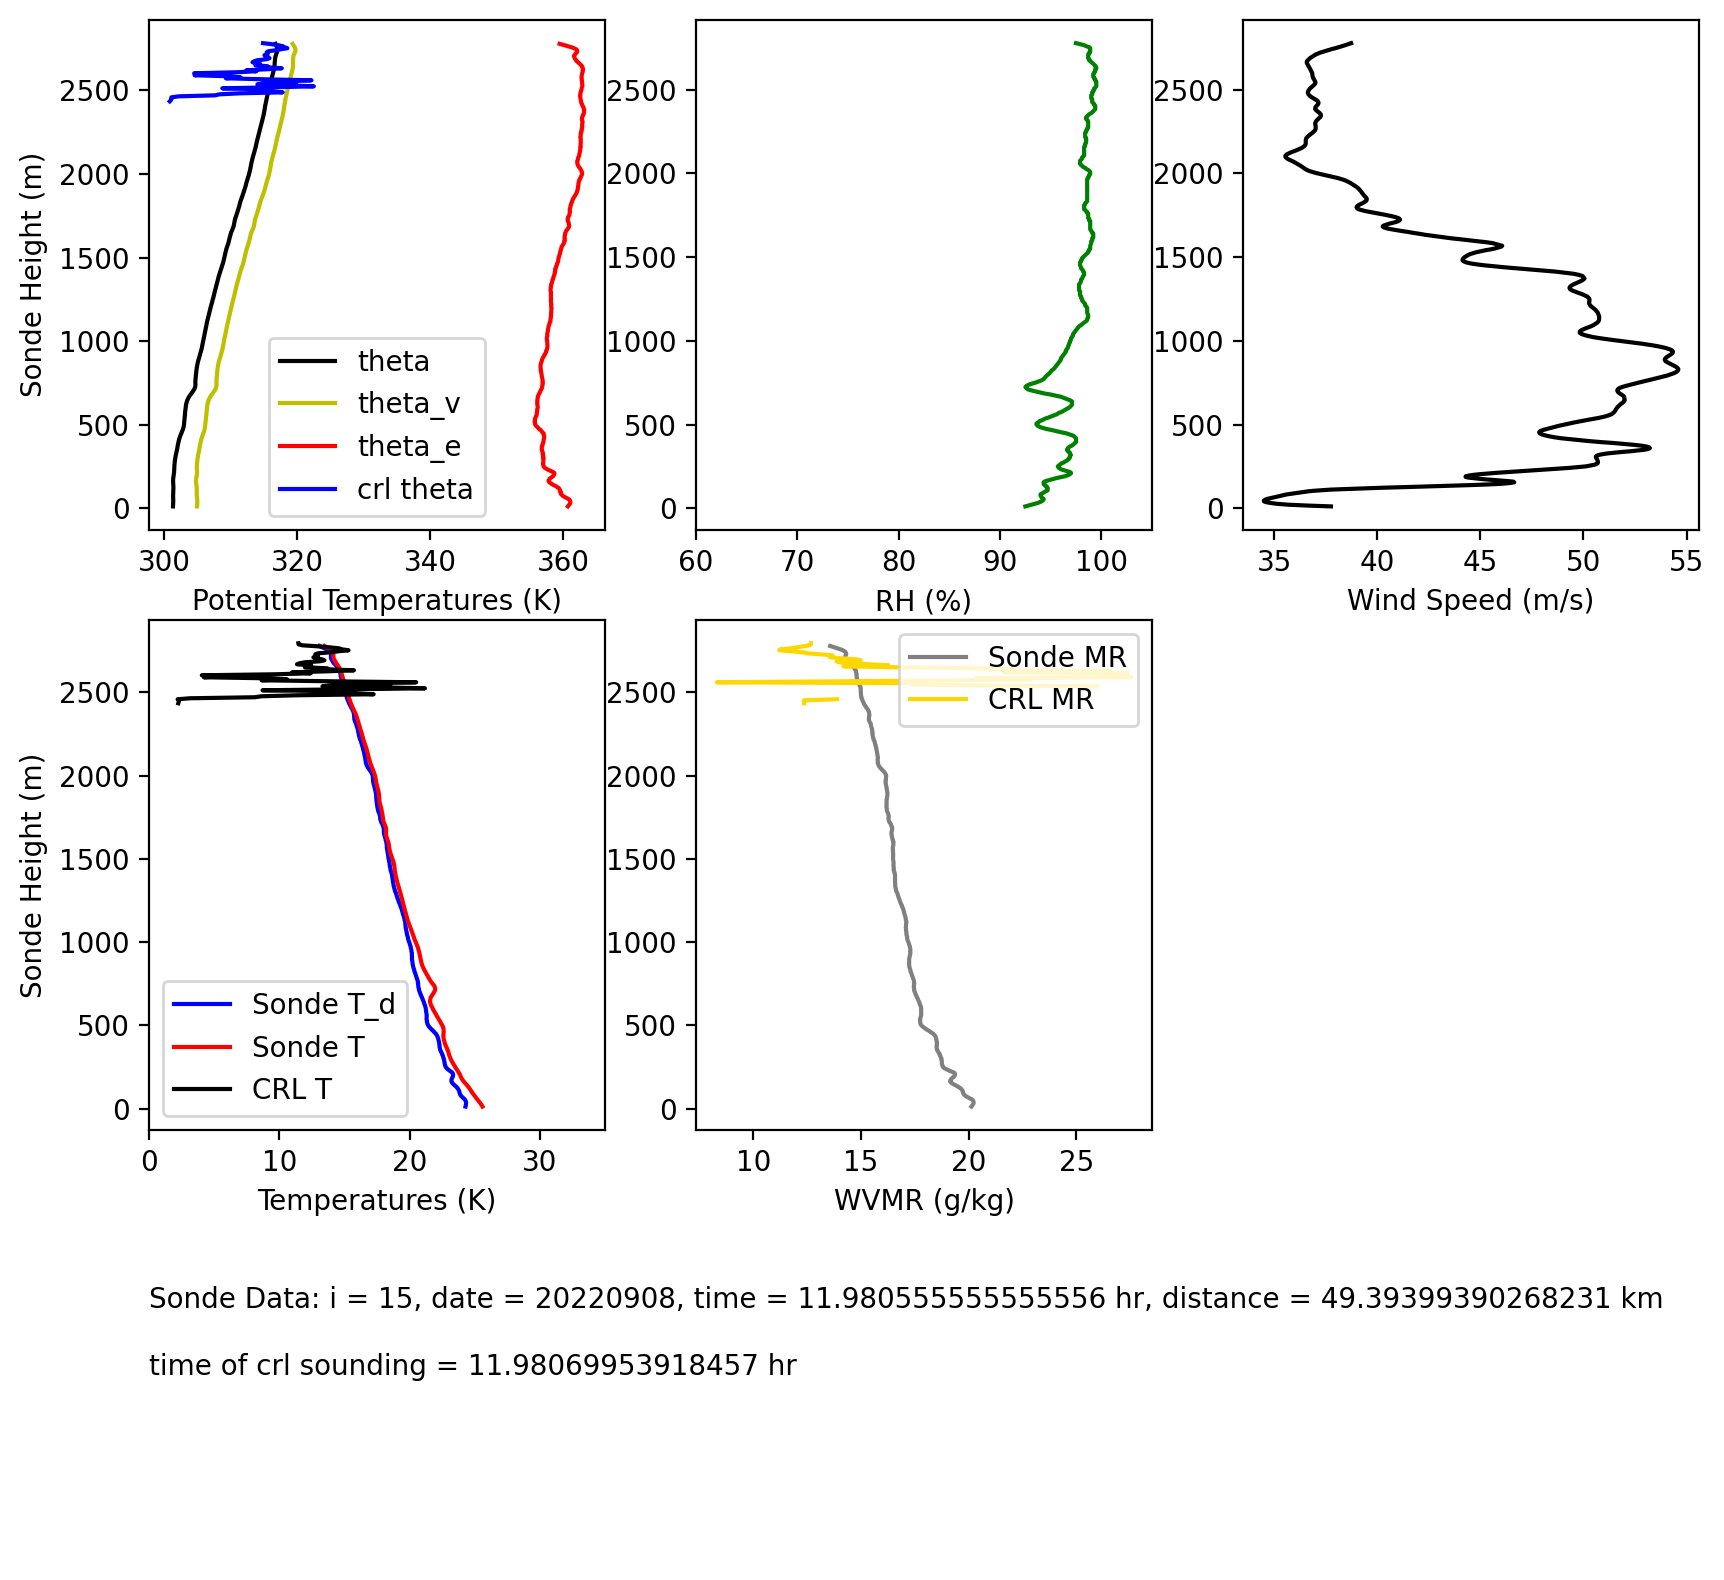 2500
2000
1500
1000
500
0
Sonde Height (m)
theta
theta_v
theta_e
crl theta
300 320 340 360
Potential Temperatures (K)
2500
2000
1500
1000
500
0
60 70 80 90 100
RH (%)
2500
2000
1500
1000
500
0
35 40 45 50 55
Wind Speed (m/s)
2500
2000
1500
1000
500
0
Sonde Height (m)
Sonde T_d
Sonde T
CRL T
0 10 20 30
Temperatures (K)
2500
2000
1500
1000
500
0
Sonde MR
CRL MR
10 15 20 25
WVMR (g/kg)
Sonde Data: i = 15, date = 20220908, time = 11.980555555555556 hr, distance = 49.39399390268231 km
time of crl sounding = 11.98069953918457 hr